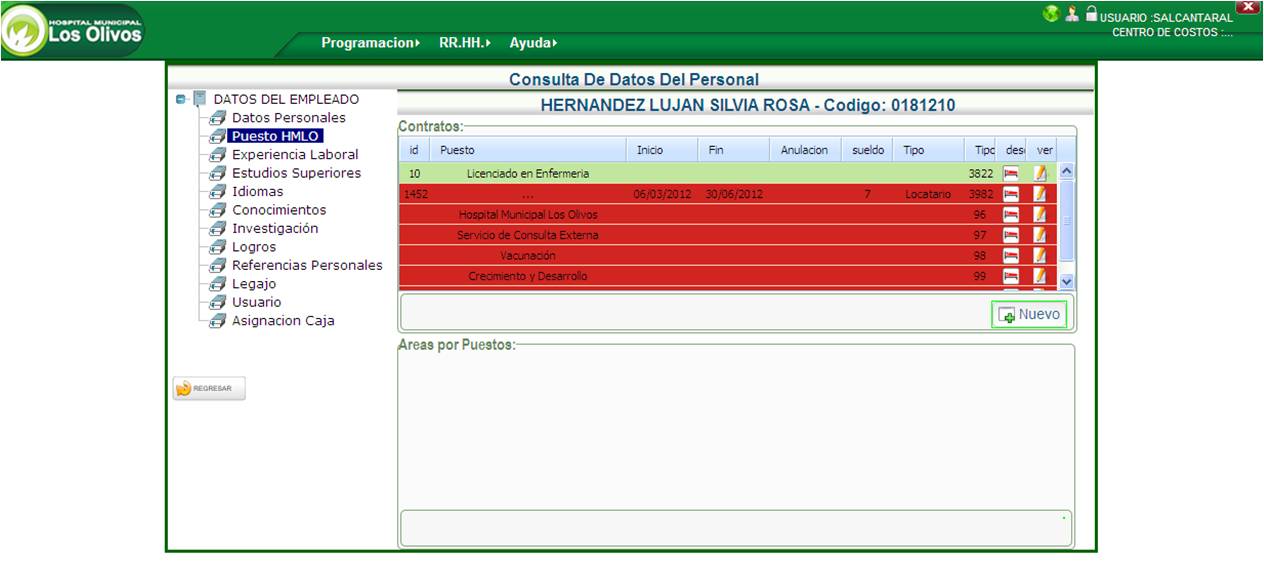 HOSPITAL MUNICIPAL
Los Olivos
USUARIO :SALCANTARAL
CENTRO DE COSTOS :...
Programacion RR.HH. Ayuda
Consulta De Datos Del Personal
HERNANDEZ LUJAN SILVIA ROSA - Codigo: 0181210
DATOS DEL EMPLEADO
Datos Personales
Puesto HMLO
Experiencia Laboral
Estudios Superiores
Idiomas
Conocimientos
Investigación
Logros
Referencias Personales
Legajo
Usuario
Asignacion Caja
REGRESAR
Contratos:
id Puesto Inicio Fin Anulacion sueldo Tipo Tipo des ver
10 Licenciado en Enfermeria 3822
1452 ... 06/03/2012 30/06/2012 7 Locatario 3982
Hospital Municipal Los Olivos 96
Servicio de Consulta Externa 97
Vacunación 98
Crecimiento y Desarrollo 99
Nuevo
Areas por Puestos: